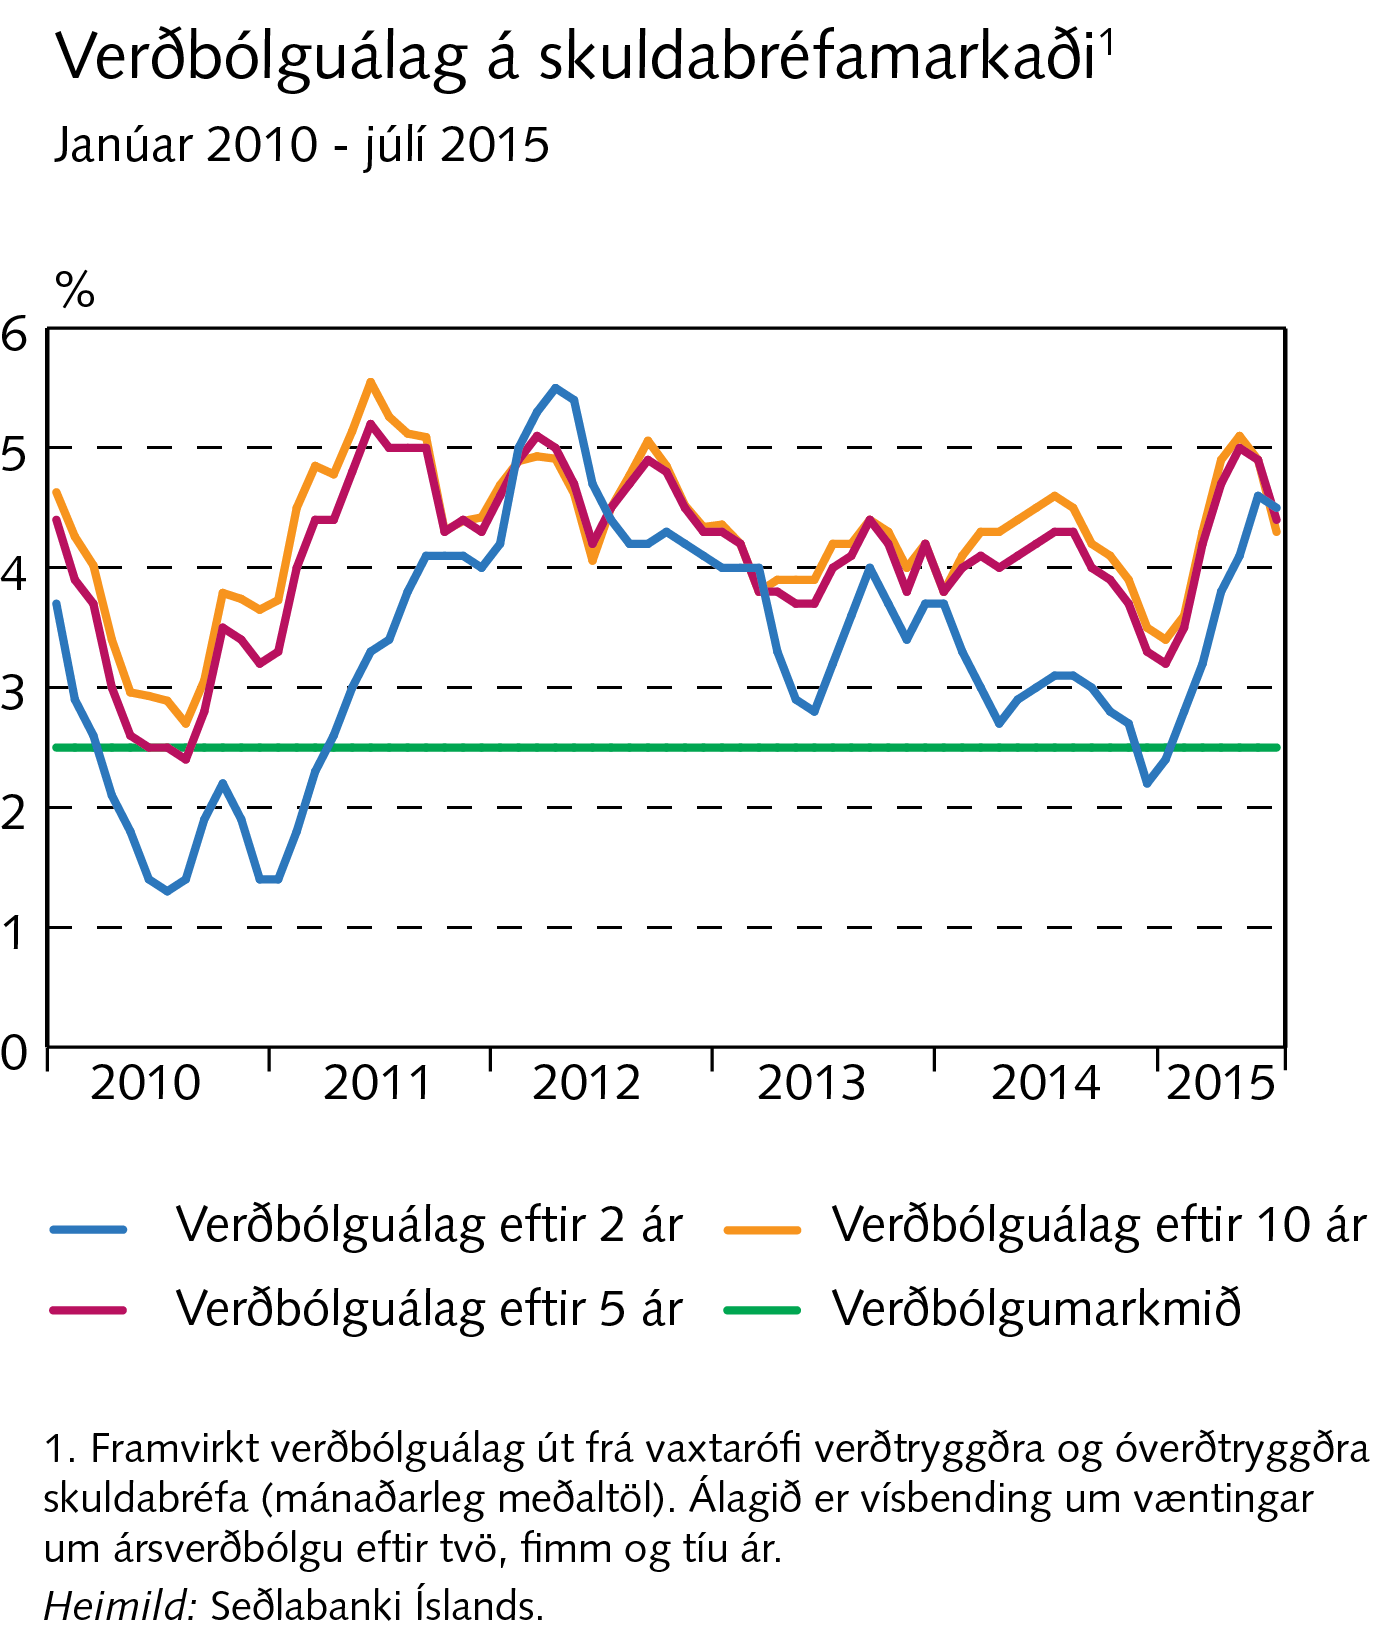 Verðbólguálag á skuldabréfamarkaði¹
Janúar 2010 - júlí 2015
%
6
5
4
3
2
1
0
2010 2011 2012 2013 2014 2015
Verðbólguálag eftir 2 ár Verðbólguálag eftir 10 ár
Verðbólguálag eftir 5 ár Verðbólgumarkmið
1. Framvirkt verðbólguálag út frá vaxtarófi verðtryggðra og óverðtryggðra
skuldabréfa (mánaðarleg meðaltöl). Álagið er vísbending um væntingar
um ársverðbólgu eftir tvö, fimm og tíu ár.
Heimild: Seðlabanki Íslands.